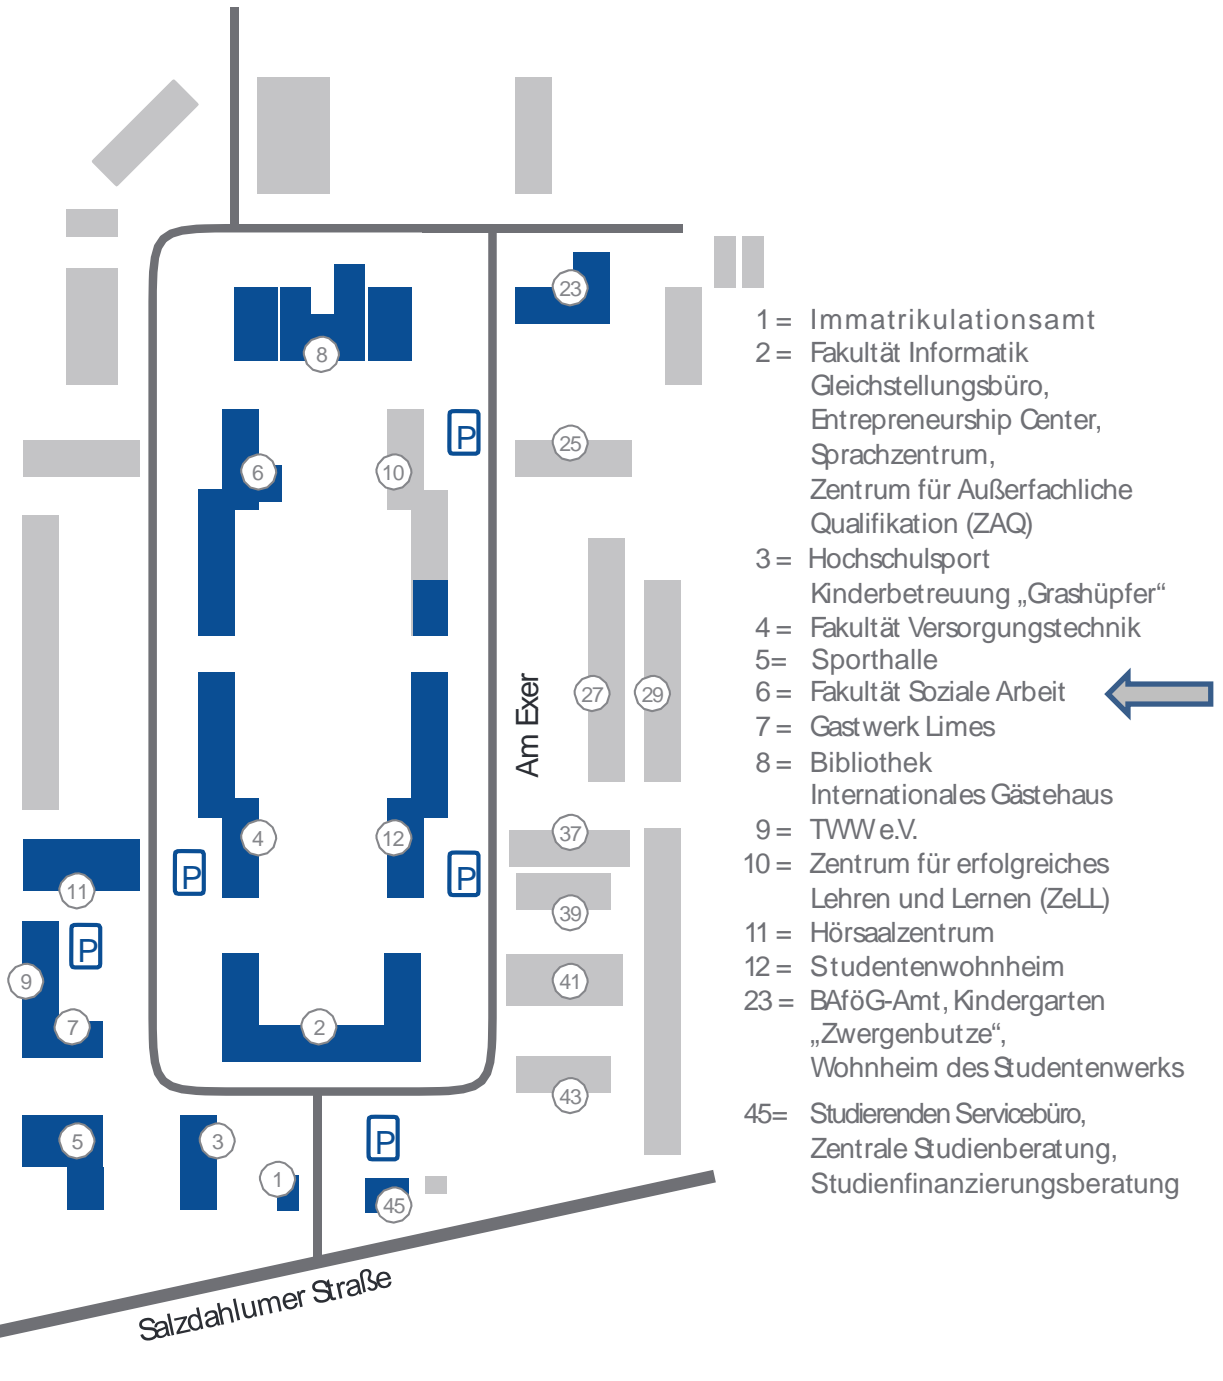 23
8
P
25
6
10
27
29
Am Exer
37
4
12
P
P
11
39
P
9
41
7
2
43
P
5
3
1
45
Salzdahlumer Straße
1 = Immatrikulationsamt
2 = Fakultät Informatik
Gleichstellungsbüro,
Entrepreneurship Center,
Sprachzentrum,
Zentrum für Außerfachliche
Qualifikation (ZAQ)
3 = Hochschulsport
Kinderbetreuung „Grashüpfer“
4 = Fakultät Versorgungstechnik
5= Sporthalle
6 = Fakultät Soziale Arbeit
7 = Gastwerk Limes
8 = Bibliothek
Internationales Gästehaus
9 = TWW e.V.
10 = Zentrum für erfolgreiches
Lehren und Lernen (ZeLL)
11 = Hörsaalzentrum
12 = Studentenwohnheim
23 = BAföG-Amt, Kindergarten
„Zwergenbutze“,
Wohnheim des Studentenwerks
45= Studierenden Servicebüro,
Zentrale Studienberatung,
Studienfinanzierungsberatung